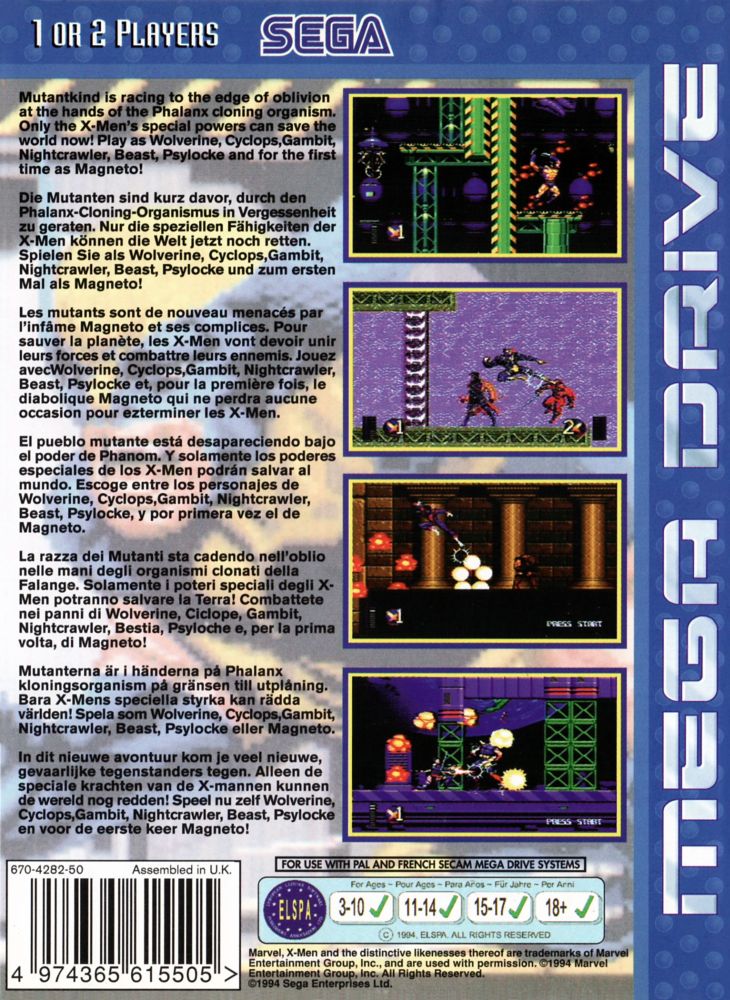 1 OR 2 PLAYERS
SEGA
Mutantkind is racing to the edge of oblivion
at the hands of the Phalanx cloning organism.
Only the X-Men's special powers can save the
world now! Play as Wolverine, Cyclops,Gambit,
Nightcrawler, Beast, Psylocke and for the first
time as Magneto!
Die Mutanten sind kurz davor, durch den
Phalanx-Cloning-Organismus in Vergessenheit
zu geraten. Nur die speziellen Fähigkeiten der
X-Men können die Welt jetzt noch retten.
Spielen Sie als Wolverine, Cyclops,Gambit,
Nightcrawler, Beast, Psylocke und zum ersten
Mal als Magneto!
Les mutants sont de nouveau menacés par
l'infâme Magneto et ses complices. Pour
sauver la planète, les X-Men vont devoir unir
leurs forces et combattre leurs ennemis. Jouez
avecWolverine, Cyclops,Gambit, Nightcrawler,
Beast, Psylocke et, pour la première fois, le
diabolique Magneto qui ne perdra aucune
occasion pour ezterminer les X-Men.
El pueblo mutante está desapareciendo bajo
el poder de Phanom. Y solamente los poderes
especiales de los X-Men podrán salvar al
mundo. Escoge entre los personajes de
Wolverine, Cyclops,Gambit, Nightcrawler,
Beast, Psylocke, y por primera vez el de
Magneto.
La razza dei Mutanti sta cadendo nell'oblio
nelle mani degli organismi clonati della
Falange. Solamente i poteri speciali degli X-
Men potranno salvare la Terra! Combattete
nei panni di Wolverine, Ciclope, Gambit,
Nightcrawler, Bestia, Psyloche e, per la prima
volta, di Magneto!
Mutanterna är i händerna på Phalanx
kloningsorganism på gränsen till utplåning.
Bara X-Mens speciella styrka kan rädda
världen! Spela som Wolverine, Cyclops,Gambit,
Nightcrawler, Beast, Psylocke eller Magneto.
In dit nieuwe avontuur kom je veel nieuwe,
gevaarlijke tegenstanders tegen. Alleen de
speciale krachten van de X-mannen kunnen
de wereld nog redden! Speel nu zelf Wolverine,
Cyclops,Gambit, Nightcrawler, Beast, Psylocke
en voor de eerste keer Magneto!
1
1
2
1
PRESS START
1
PRESS START
MEGA DRIVE
670-4282-50
Assembled in U.K.
4 974365 615505 >
FOR USE WITH PAL AND FRENCH SECAM MEGA DRIVE SYSTEMS
ELSPA
For Ages ~ Pour Ages ~ Para Años ~ Für Jahre ~ Per Anni
3-10 11-14 15-17 18+
© 1994, ELSPA. ALL RIGHTS RESERVED
Marvel, X-Men and the distinctive likenesses thereof are trademarks of Marvel
Entertainment Group, Inc., and are used with permission. ©1994 Marvel
Entertainment Group, Inc. All Rights Reserved.
©1994 Sega Enterprises Ltd.